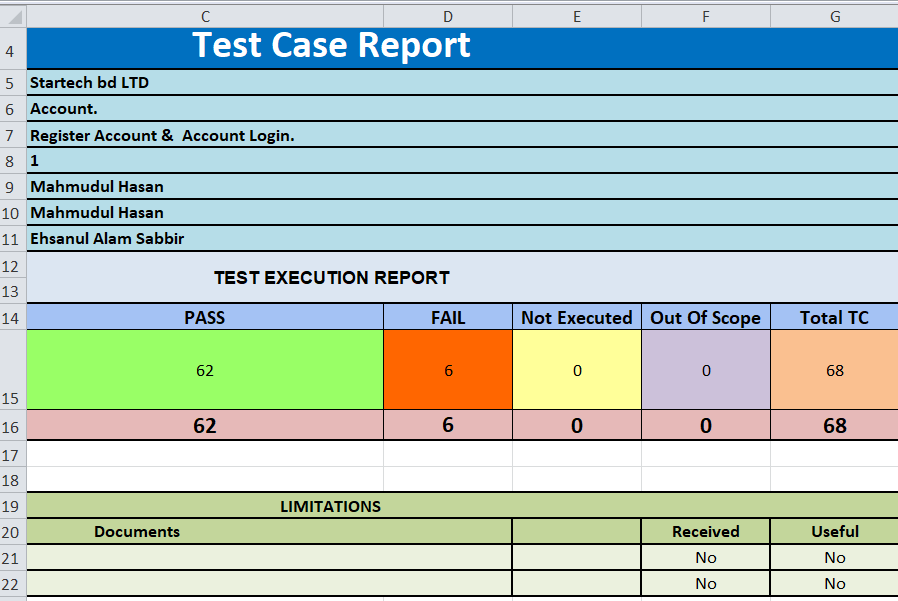 C D E F G
4 Test Case Report
5 Startech bd LTD
6 Account.
7 Register Account &  Account Login.
8 1
9 Mahmudul Hasan
10 Mahmudul Hasan
11 Ehsanul Alam Sabbir
12
TEST EXECUTION REPORT
13
14 PASS FAIL Not Executed Out Of Scope Total TC
15 62 6 0 0 68
16 62 6 0 0 68
17
18
19 LIMITATIONS
20 Documents Received Useful
21 No No
22 No No